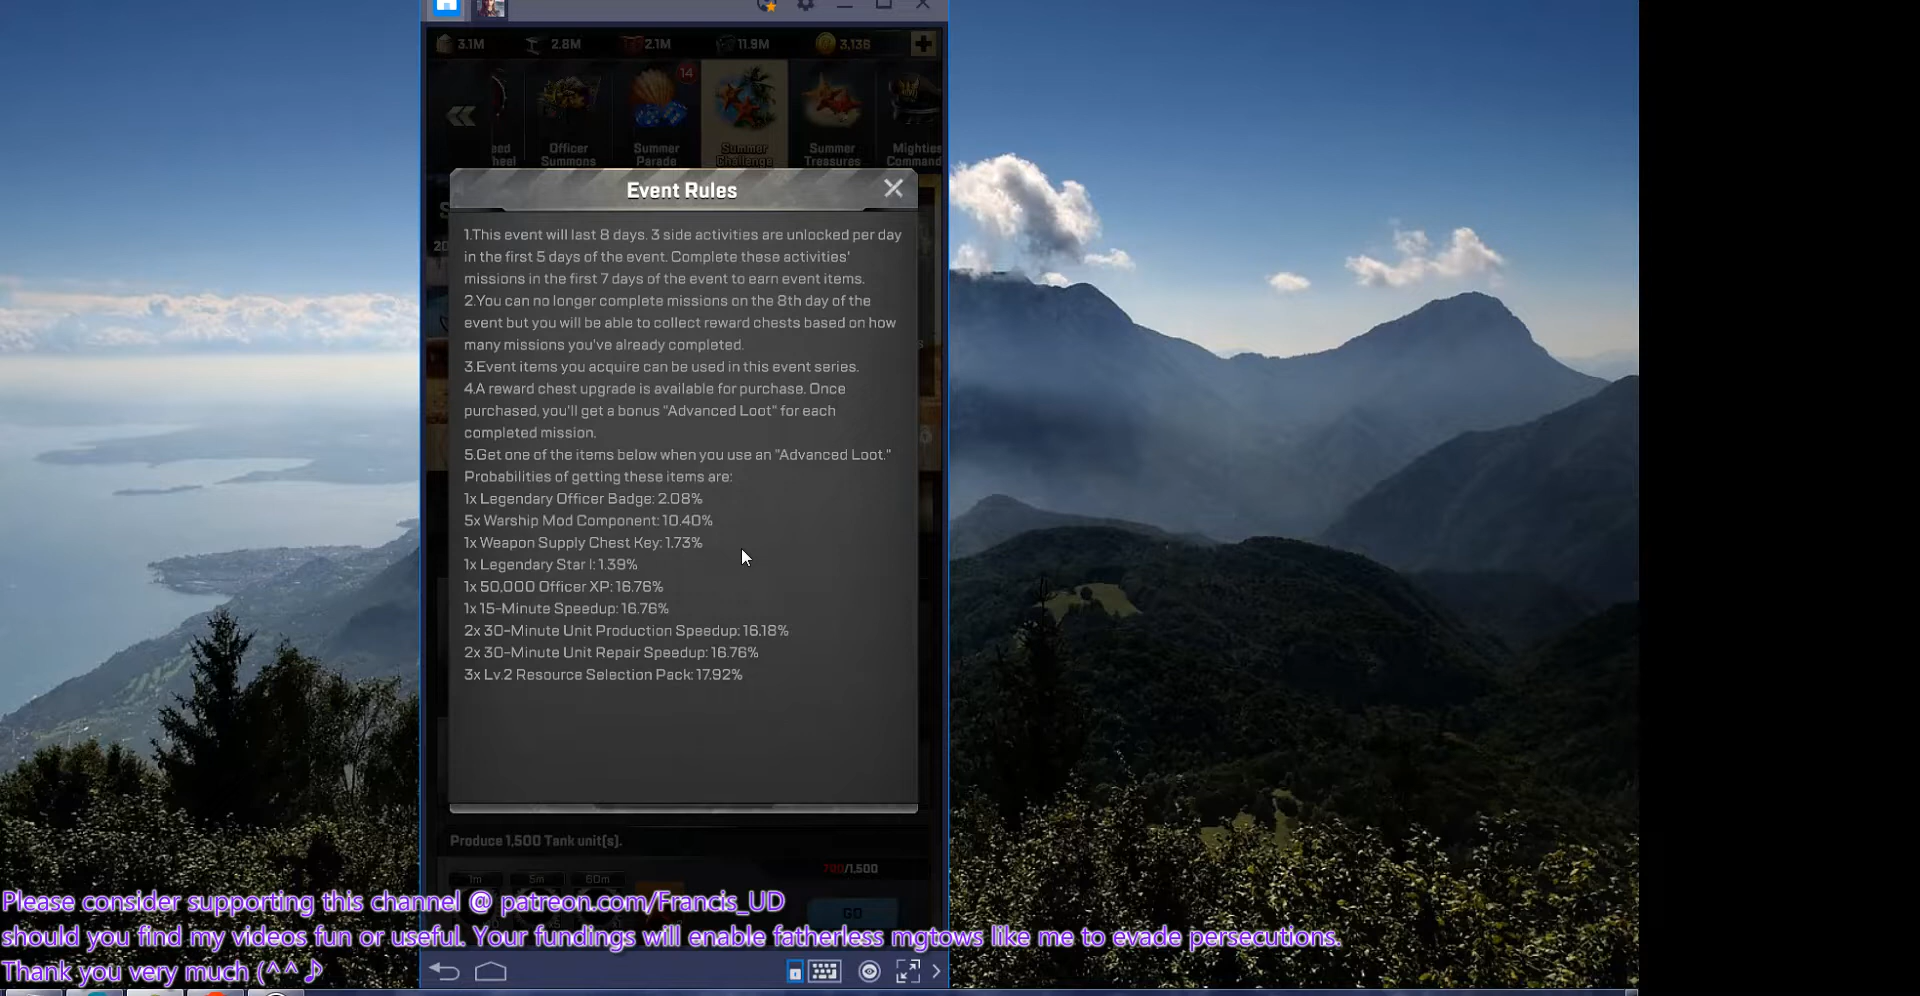 3.1M 2.8M 2.1M 11.9M 3,136
14
Officer Summer Summer Summer Mighties
Summons Parade Challenge Treasures Command
Event Rules
1.This event will last 8 days. 3 side activities are unlocked per day
in the first 5 days of the event. Complete these activities'
missions in the first 7 days of the event to earn event items.
2.You can no longer complete missions on the 8th day of the
event but you will be able to collect reward chests based on how
many missions you've already completed.
3.Event items you acquire can be used in this event series.
4.A reward chest upgrade is available for purchase. Once
purchased, you'll get a bonus "Advanced Loot" for each
completed mission.
5.Get one of the items below when you use an "Advanced Loot."
Probabilities of getting these items are:
1x Legendary Officer Badge: 2.08%
5x Warship Mod Component: 10.40%
1x Weapon Supply Chest Key: 1.73%
1x Legendary Star I: 1.39%
1x 50,000 Officer XP: 16.76%
1x 15-Minute Speedup: 16.76%
2x 30-Minute Unit Production Speedup: 16.18%
2x 30-Minute Unit Repair Speedup: 16.76%
3x Lv.2 Resource Selection Pack: 17.92%
Produce 1,500 Tank unit(s).
1m 5m 60m
GO
Please consider supporting this channel @ patreon.com/Francis_UD
should you find my videos fun or useful. Your fundings will enable fatherless mgtows like me to evade persecutions.
Thank you very much (^^♪